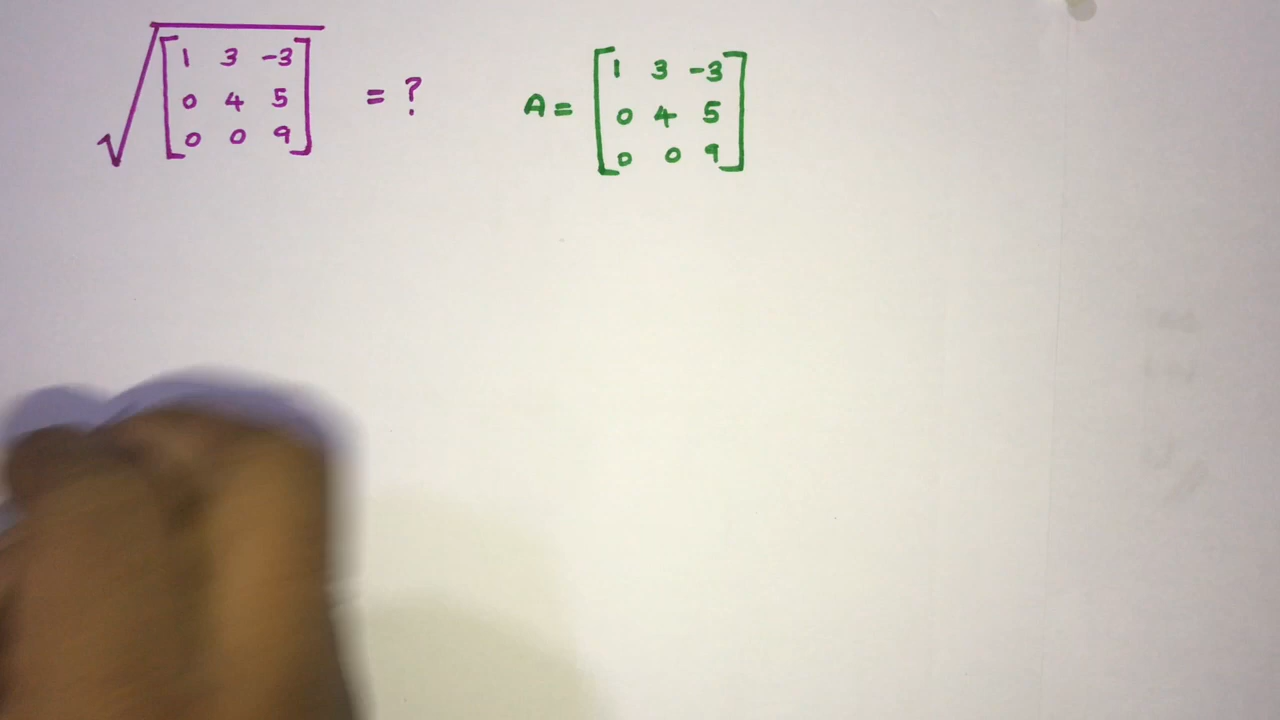 √[1 3 -3
0 4 5
0 0 9] = ?
A = [1 3 -3
0 4 5
0 0 9]